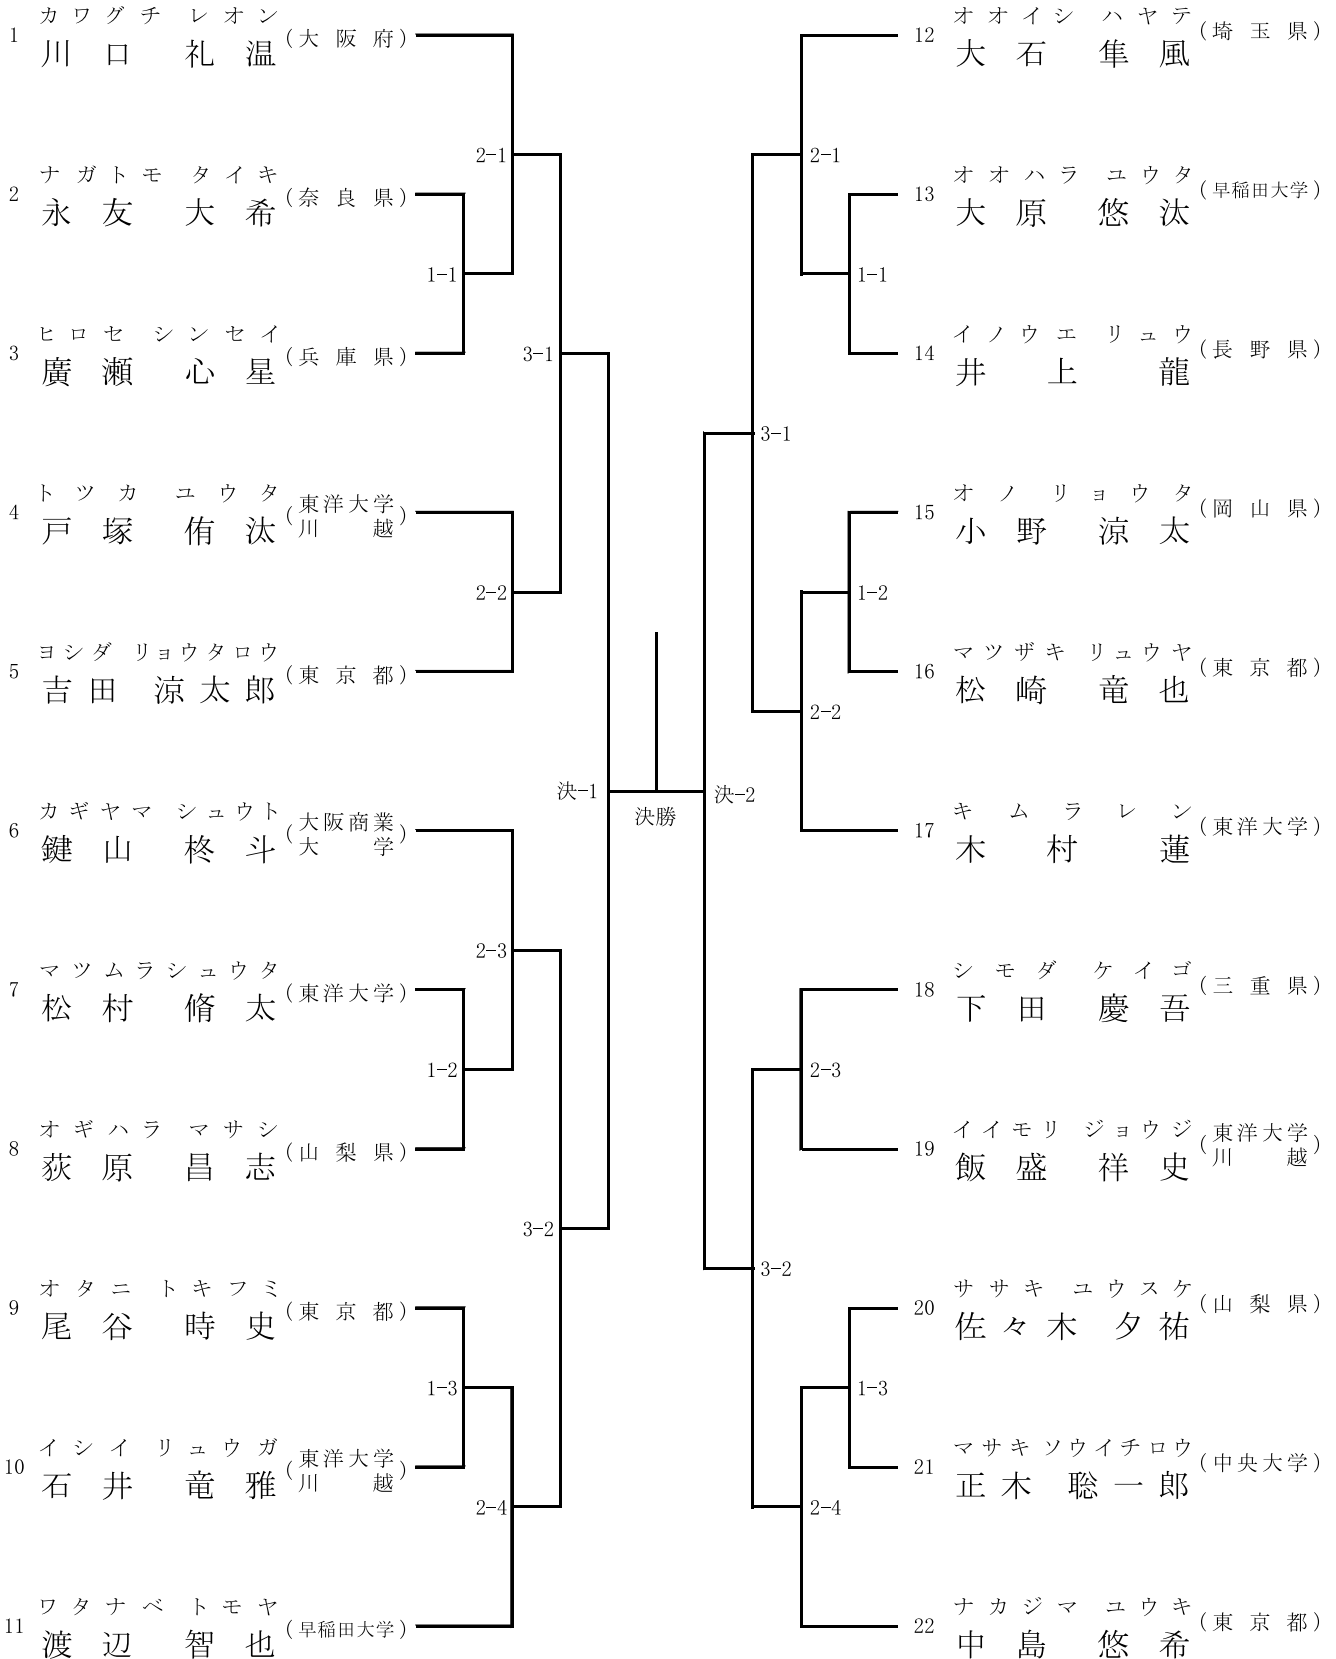 カワグチ レオン
1 川口 礼温 (大阪府)
2-1
ナガトモ タイキ
2 永友 大希 (奈良県)
1-1
ヒロセ シンセイ
3 廣瀬 心星 (兵庫県)
3-1
トツカ ユウタ
4 戸塚 侑汰 (東洋大学川越)
2-2
ヨシダ リョウタロウ
5 吉田 涼太郎 (東京都)
決-1
カギヤマ シュウト
6 鍵山 柊斗 (大阪商業大学)
2-3
マツムラ シュウタ
7 松村 脩太 (東洋大学)
1-2
オギハラ マサシ
8 荻原 昌志 (山梨県)
3-2
オタニ トキフミ
9 尾谷 時史 (東京都)
1-3
イシイ リュウガ
10 石井 竜雅 (東洋大学川越)
2-4
ワタナベ トモヤ
11 渡辺 智也 (早稲田大学)
決勝
オオイシ ハヤテ
12 大石 隼風 (埼玉県)
2-1
オオハラ ユウタ
13 大原 悠汰 (早稲田大学)
1-1
イノウエ リュウ
14 井上 龍 (長野県)
3-1
オノ リョウタ
15 小野 涼太 (岡山県)
1-2
マツザキ リュウヤ
16 松崎 竜也 (東京都)
2-2
決-2
キムラ レン
17 木村 蓮 (東洋大学)
シモダ ケイゴ
18 下田 慶吾 (三重県)
2-3
イイモリ ジョウジ
19 飯盛 祥史 (東洋大学川越)
3-2
ササキ ユウスケ
20 佐々木 夕祐 (山梨県)
1-3
マサキ ソウイチロウ
21 正木 聡一郎 (中央大学)
2-4
ナカジマ ユウキ
22 中島 悠希 (東京都)